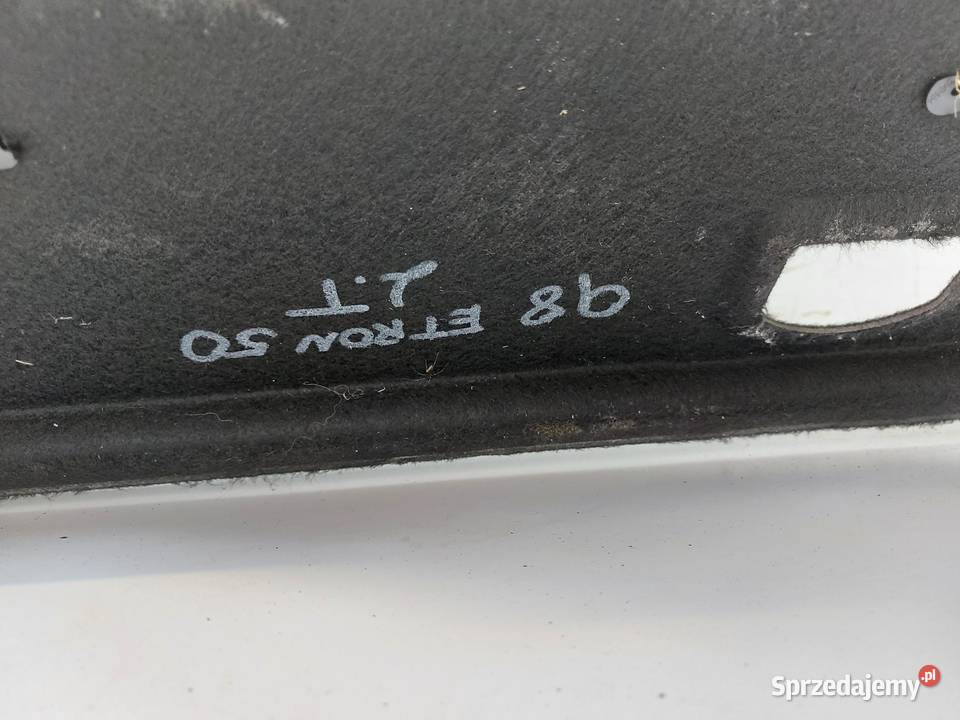 Q8 ETRON 50
L.T
Sprzedajemy.pl